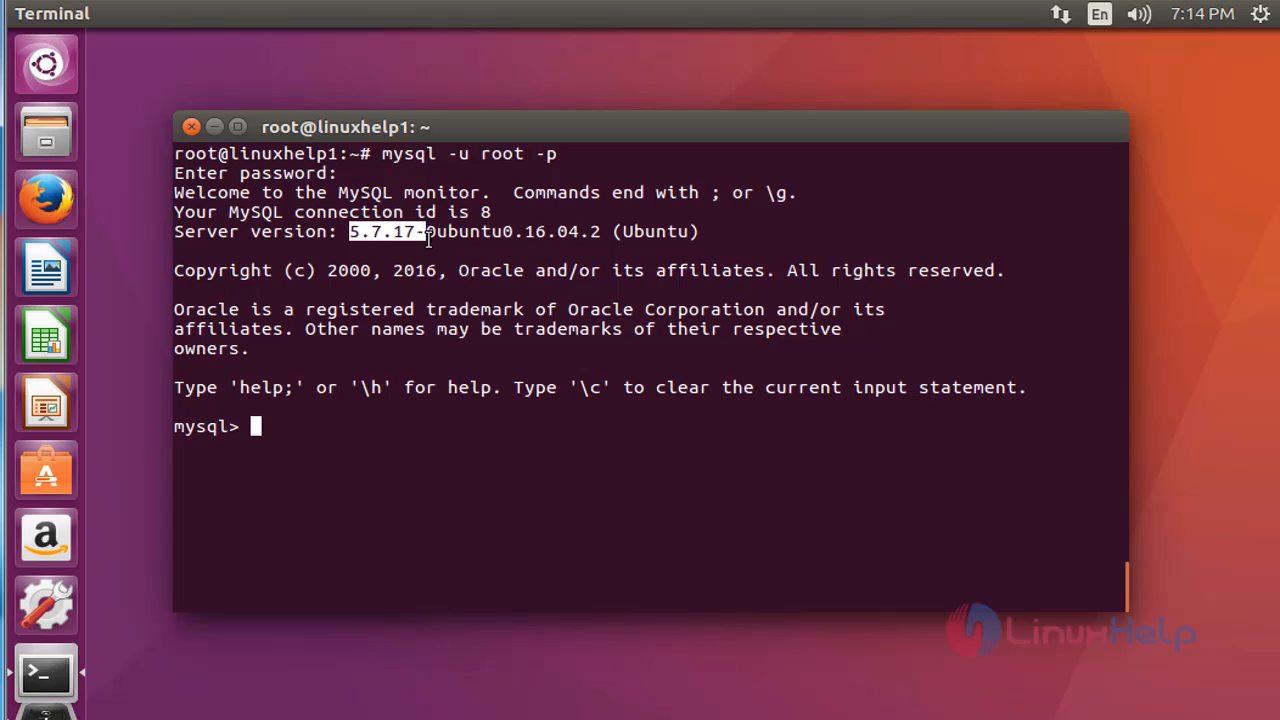 Terminal
En
7:14 PM
root@linuxhelp1: ~
root@linuxhelp1:~# mysql -u root -p
Enter password:
Welcome to the MySQL monitor.  Commands end with ; or \g.
Your MySQL connection id is 8
Server version: 5.7.17-0ubuntu0.16.04.2 (Ubuntu)
Copyright (c) 2000, 2016, Oracle and/or its affiliates. All rights reserved.
Oracle is a registered trademark of Oracle Corporation and/or its
affiliates. Other names may be trademarks of their respective
owners.
Type 'help;' or '\h' for help. Type '\c' to clear the current input statement.
mysql>
LinuxHelp